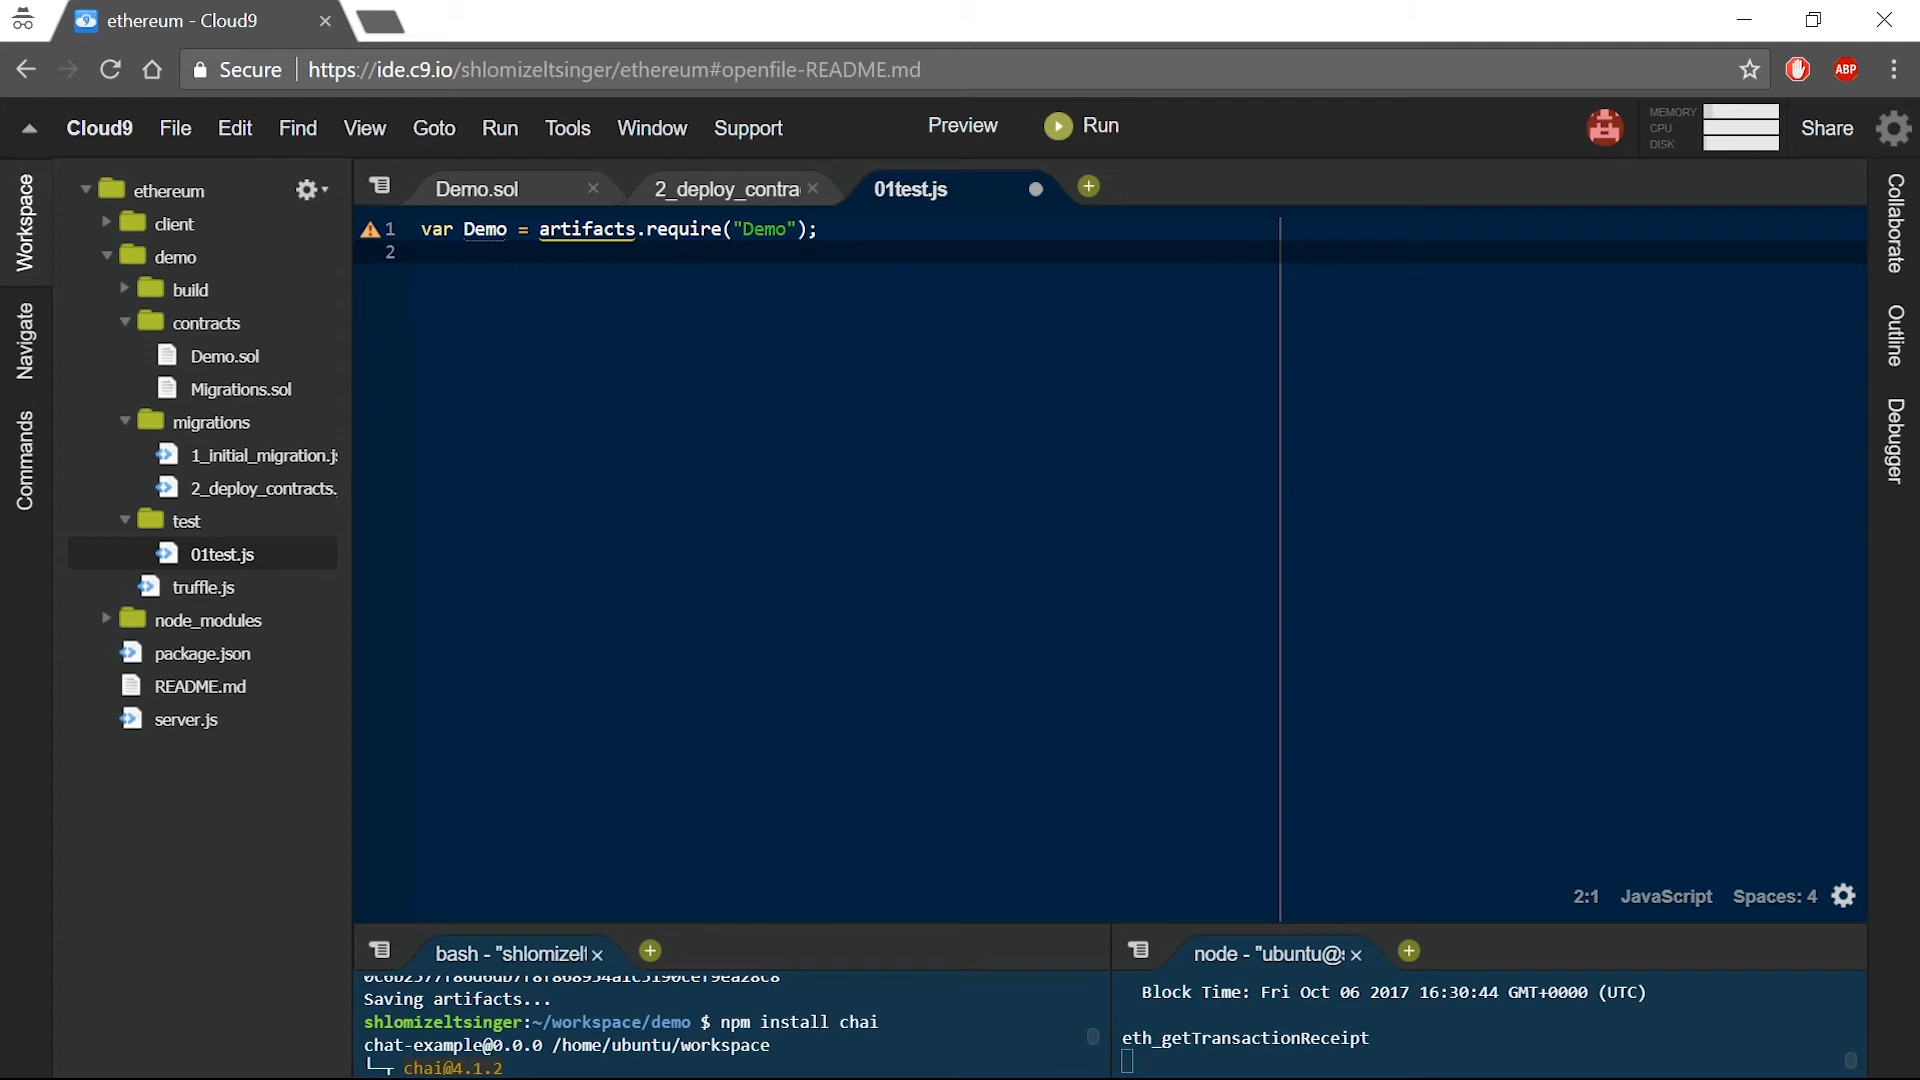 ethereum - Cloud9
Secure https://ide.c9.io/shlomizeltsinger/ethereum#openfile-README.md
ABP
Cloud9 File Edit Find View Goto Run Tools Window Support Preview Run MEMORY CPU DISK Share
Workspace
Navigate
Commands
ethereum
client
demo
build
contracts
Demo.sol
Migrations.sol
migrations
1_initial_migration.js
2_deploy_contracts.
test
01test.js
truffle.js
node_modules
package.json
README.md
server.js
Demo.sol 2_deploy_contra 01test.js
1 var Demo = artifacts.require("Demo");
2
2:1 JavaScript Spaces: 4
Collaborate
Outline
Debugger
bash - "shlomizelt
Saving artifacts...
shlomizeltsinger:~/workspace/demo $ npm install chai
chat-example@0.0.0 /home/ubuntu/workspace
└─┬ chai@4.1.2
node - "ubuntu@s
Block Time: Fri Oct 06 2017 16:30:44 GMT+0000 (UTC)
eth_getTransactionReceipt